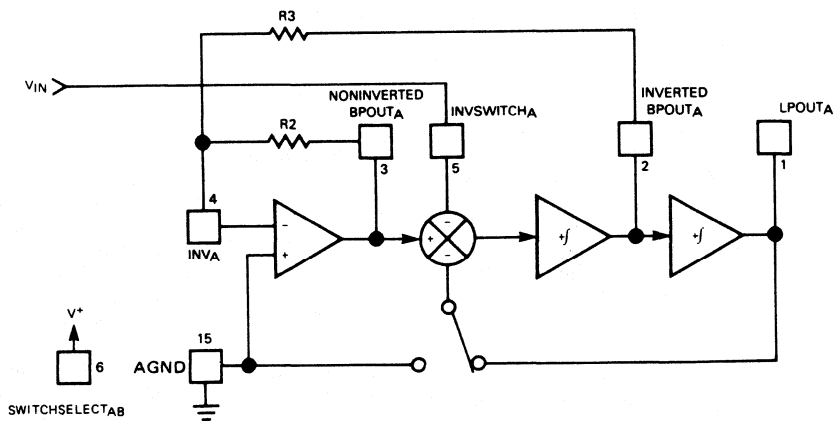 R3
VIN
NONINVERTED
BPOUTA
INVSWITCHA
INVERTED
BPOUTA
LPOUTA
R2
3
5
2
1
4
INVA
−
+
+
−
−
+∫
+∫
V+
6
SWITCHSELECTAB
15
AGND